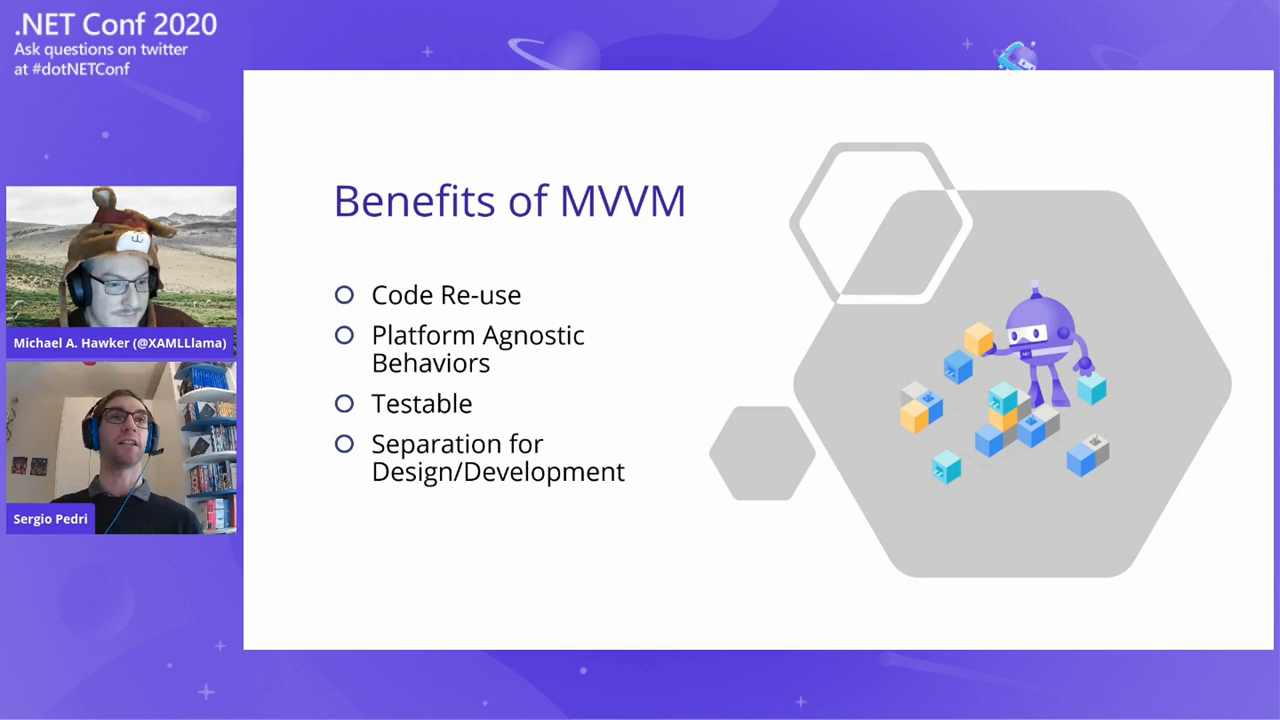 .NET Conf 2020
Ask questions on twitter
at #dotNETConf
Michael A. Hawker (@XAMLLlama)
Sergio Pedri
Benefits of MVVM
Code Re-use
Platform Agnostic
Behaviors
Testable
Separation for
Design/Development